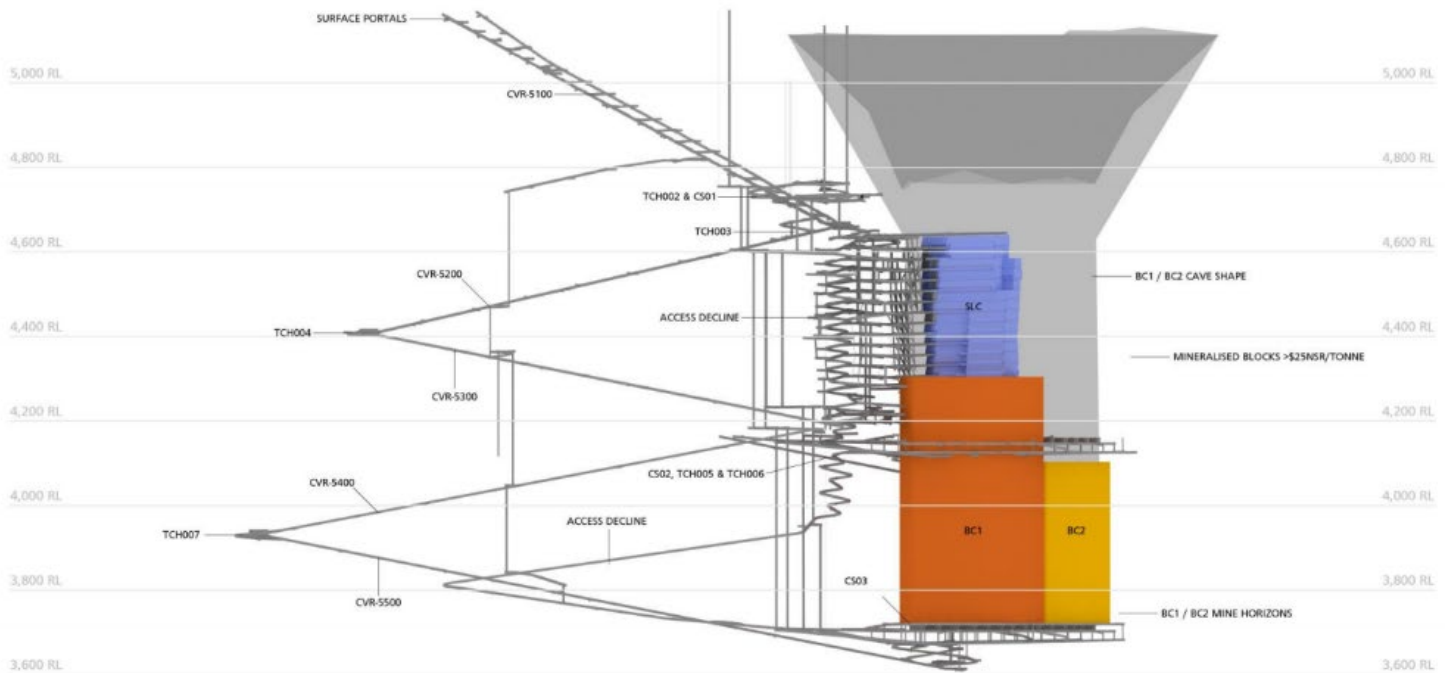 SURFACE PORTALS
5,000 RL
5,000 RL
CVR-5100
4,800 RL
4,800 RL
TCH002 & CS01
TCH003
4,600 RL
4,600 RL
CVR-5200
BC1 / BC2 CAVE SHAPE
SLC
ACCESS DECLINE
TCH004
4,400 RL
4,400 RL
MINERALISED BLOCKS >$25NSR/TONNE
CVR-5300
4,200 RL
4,200 RL
CS02, TCH005 & TCH006
CVR-5400
4,000 RL
4,000 RL
ACCESS DECLINE
TCH007
BC1
BC2
CS03
3,800 RL
3,800 RL
CVR-5500
BC1 / BC2 MINE HORIZONS
3,600 RL
3,600 RL